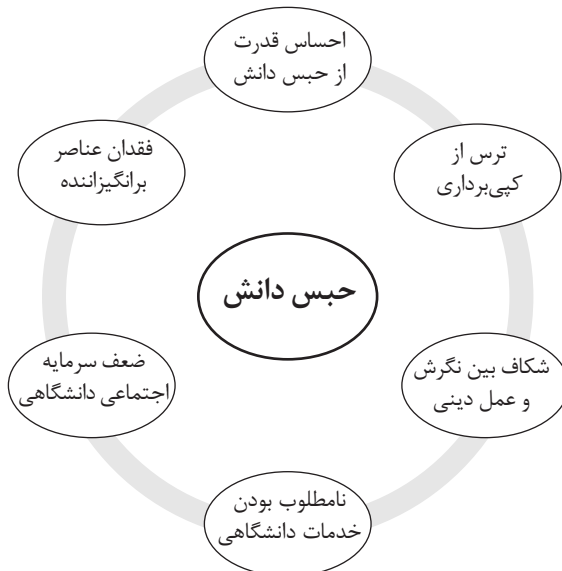 احساس قدرت
از حبس دانش
ترس از
کپی‌برداری
فقدان عناصر
برانگیزاننده
حبس دانش
شکاف بین نگرش
و عمل دینی
ضعف سرمایه
اجتماعی دانشگاهی
نامطلوب بودن
خدمات دانشگاهی